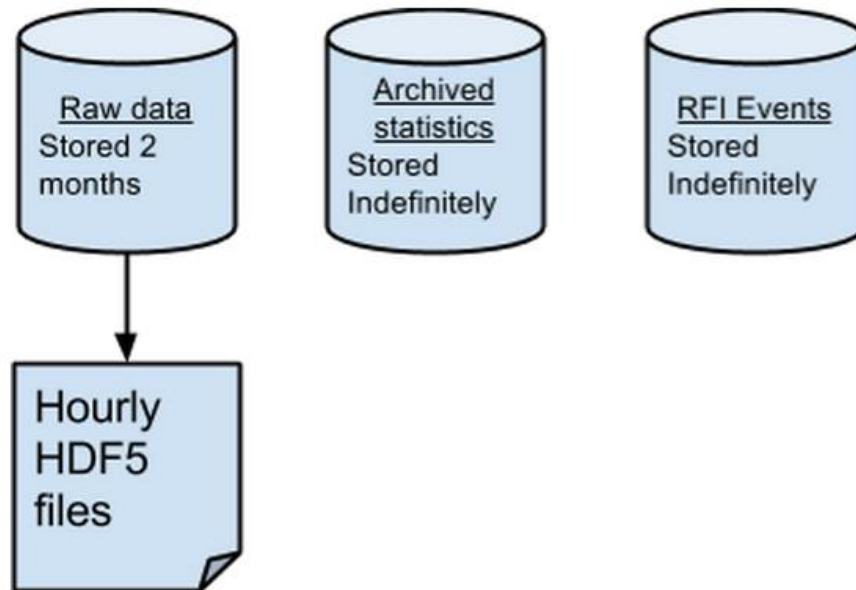 Raw data
Stored 2
months
Archived
statistics
Stored
Indefinitely
RFI Events
Stored
Indefinitely
Hourly
HDF5
files